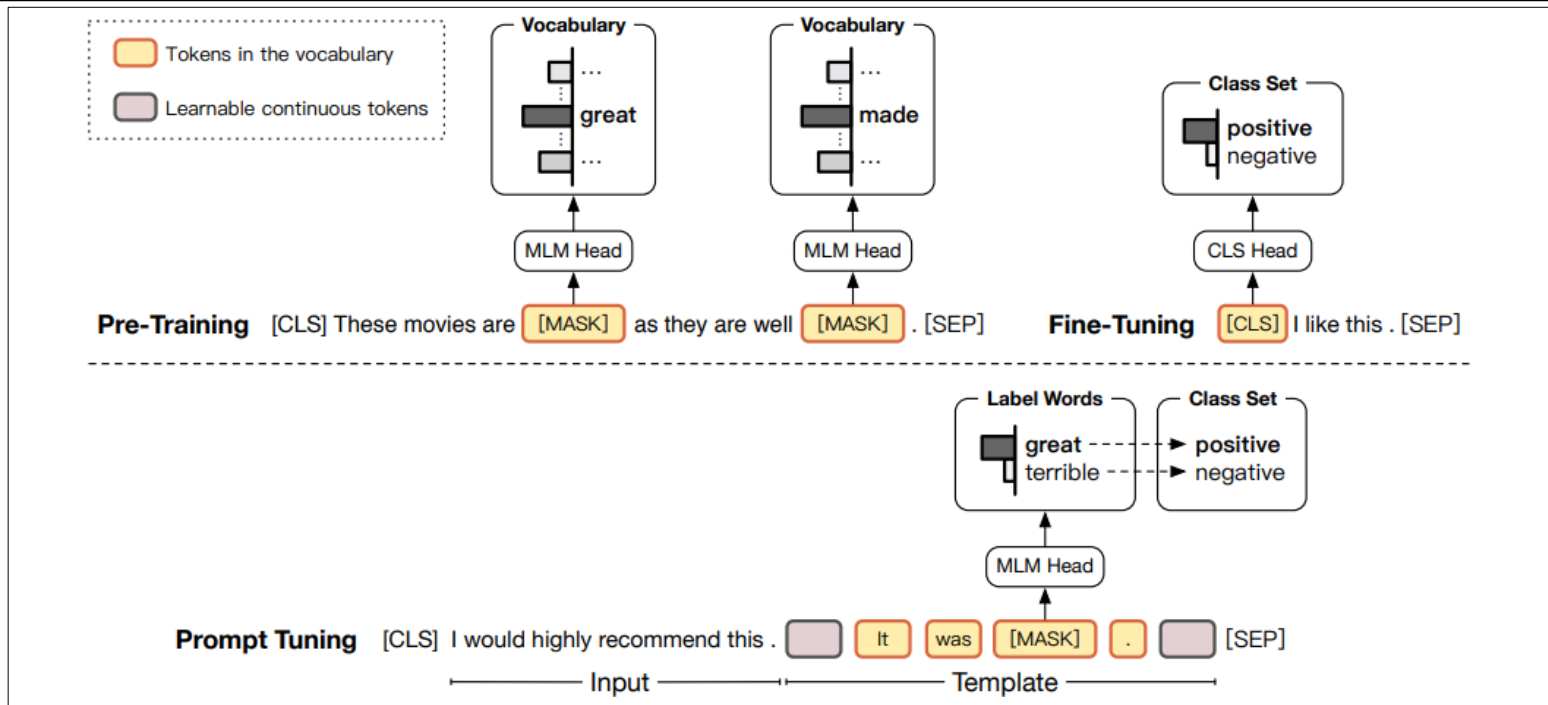 Tokens in the vocabulary
Learnable continuous tokens
Vocabulary
...
great
...
MLM Head
Vocabulary
...
made
...
MLM Head
Class Set
positive
negative
CLS Head
Pre-Training [CLS] These movies are [MASK] as they are well [MASK] . [SEP]
Fine-Tuning [CLS] I like this . [SEP]
Label Words
great
terrible
Class Set
positive
negative
MLM Head
Prompt Tuning [CLS] I would highly recommend this . It was [MASK] . [SEP]
Input
Template